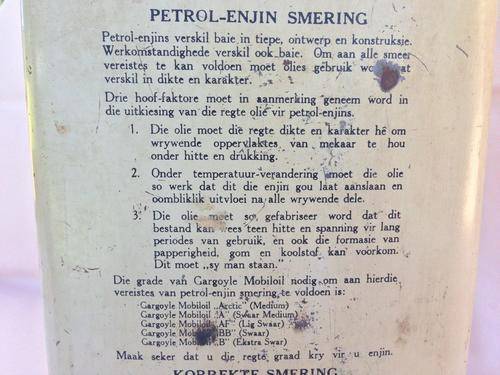 PETROL-ENJIN SMERING
Petrol-enjins verskil baie in tiepe, ontwerp en konstruksje.
Werkomstandighede verskil ook baie. Om aan alle smeer
vereistes te kan voldoen moet olies gebruik wat
verskil in dikte en karakter.
Drie hoof-faktore moet in aanmerking geneem word in
die uitkiesing van die regte olie vir petrol-enjins.
1. Die olie moet die regte dikte en karakter hê om
wrywende oppervlaktes van mekaar te hou
onder hitte en drukking.
2. Onder temperatuur-verandering moet die olie
so werk dat dit die enjin gou laat aanslaan en
oombliklik uitvloei na alle wrywende dele.
3. Die olie moet so gefabriseer word dat dit
bestand kan wees teen hitte en spanning vir lang
periodes van gebruik, en ook die formasie van
papperigheid, gom en koolstof kan voorkom.
Dit moet „sy man staan."
Die grade van Gargoyle Mobiloil nodig om aan hierdie
vereistes van petrol-enjin smering te voldoen is:
Gargoyle Mobiloil „Arctic" (Medium)
Gargoyle Mobiloil „A" (Swaar Medium)
Gargoyle Mobiloil „AF" (Lig Swaar)
Gargoyle Mobiloil „BB" (Swaar)
Gargoyle Mobiloil „B" (Ekstra Swar)
Maak seker dat u die regte graad kry vir u enjin.
KORREKTE SMERING